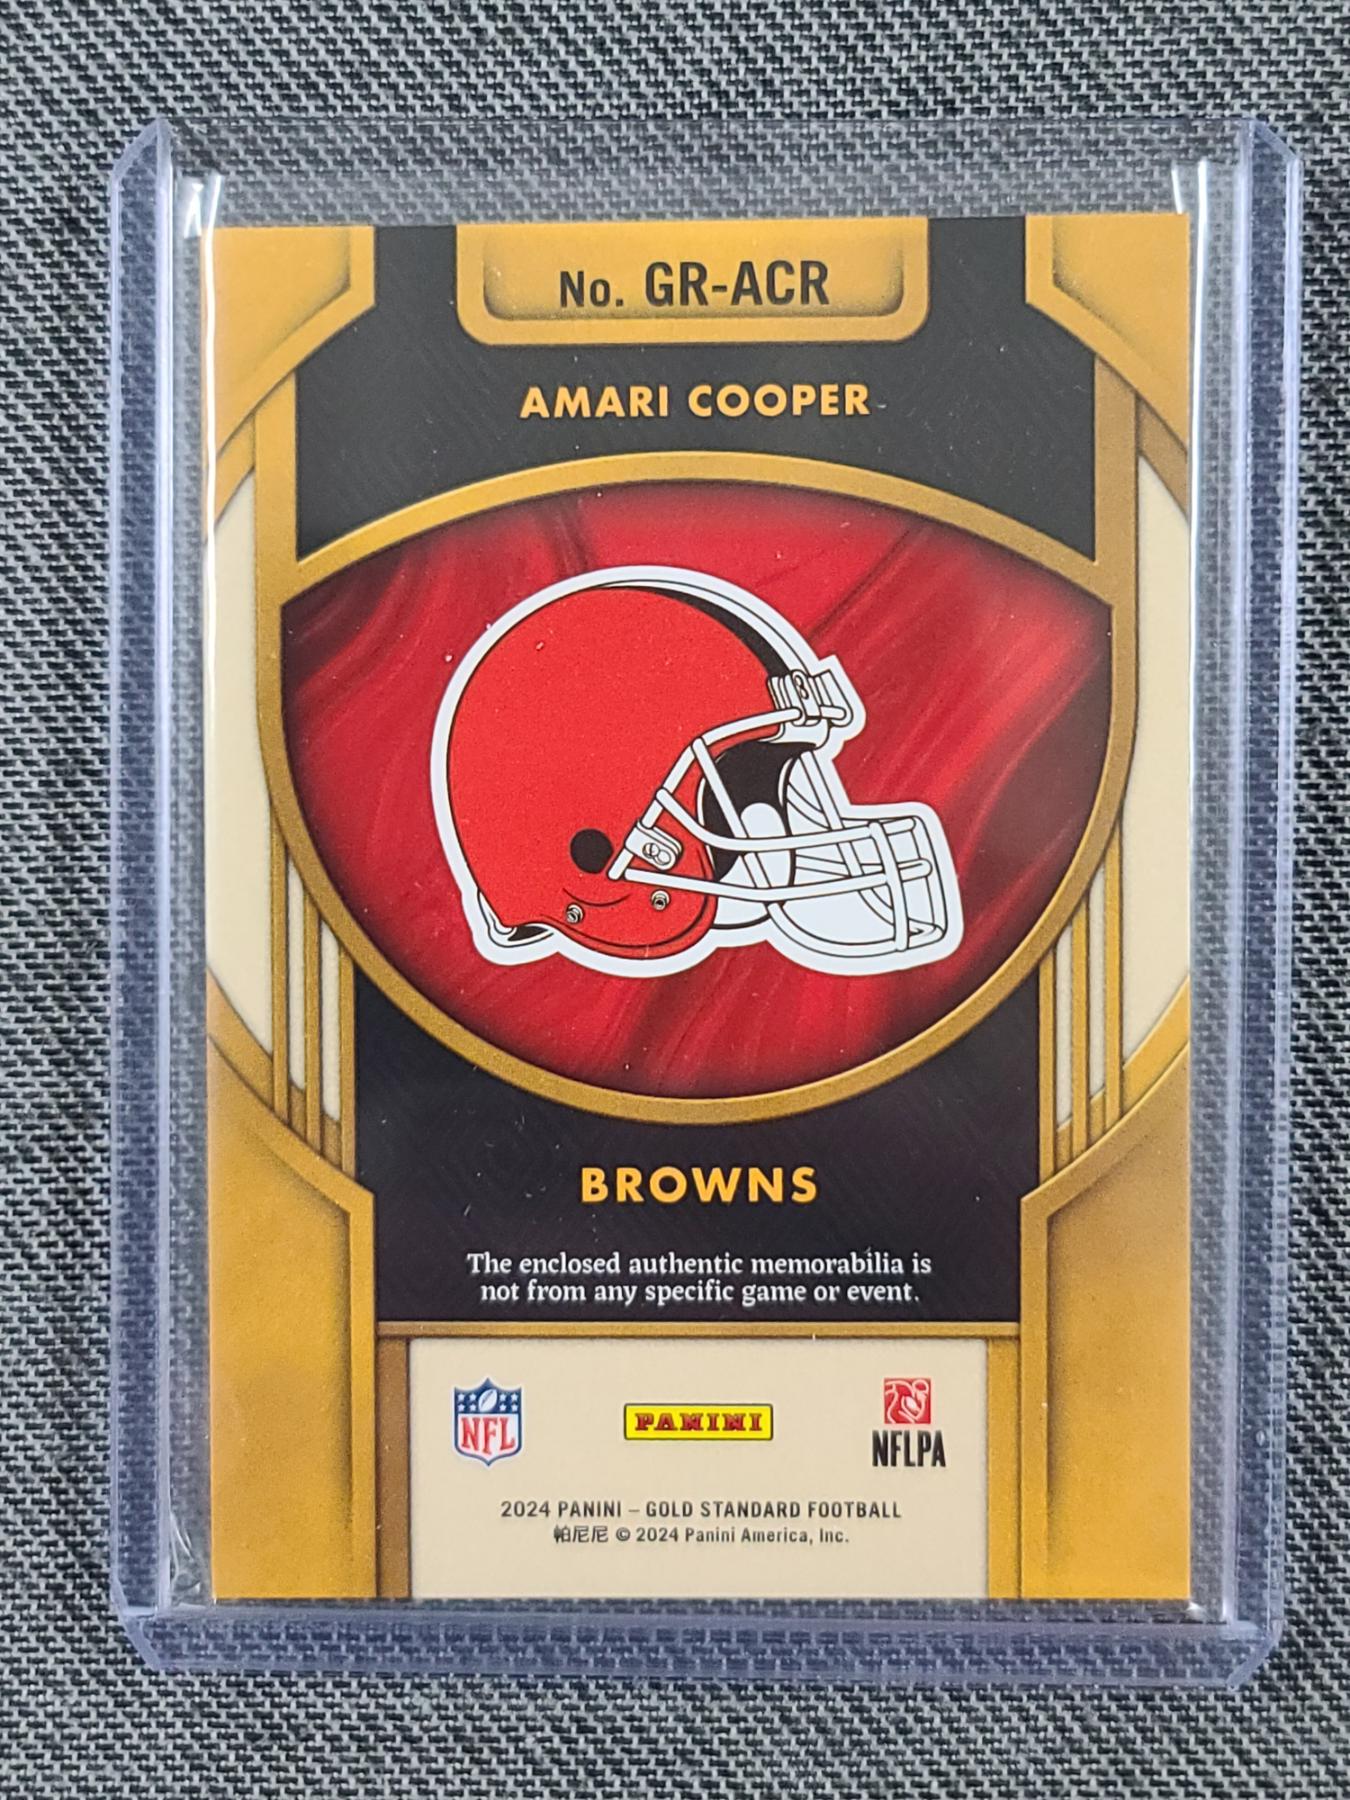 No. GR-ACR
AMARI COOPER
BROWNS
The enclosed authentic memorabilia is
not from any specific game or event.
NFL
PANINI
NFLPA
2024 PANINI – GOLD STANDARD FOOTBALL
帕尼尼 © 2024 Panini America, Inc.